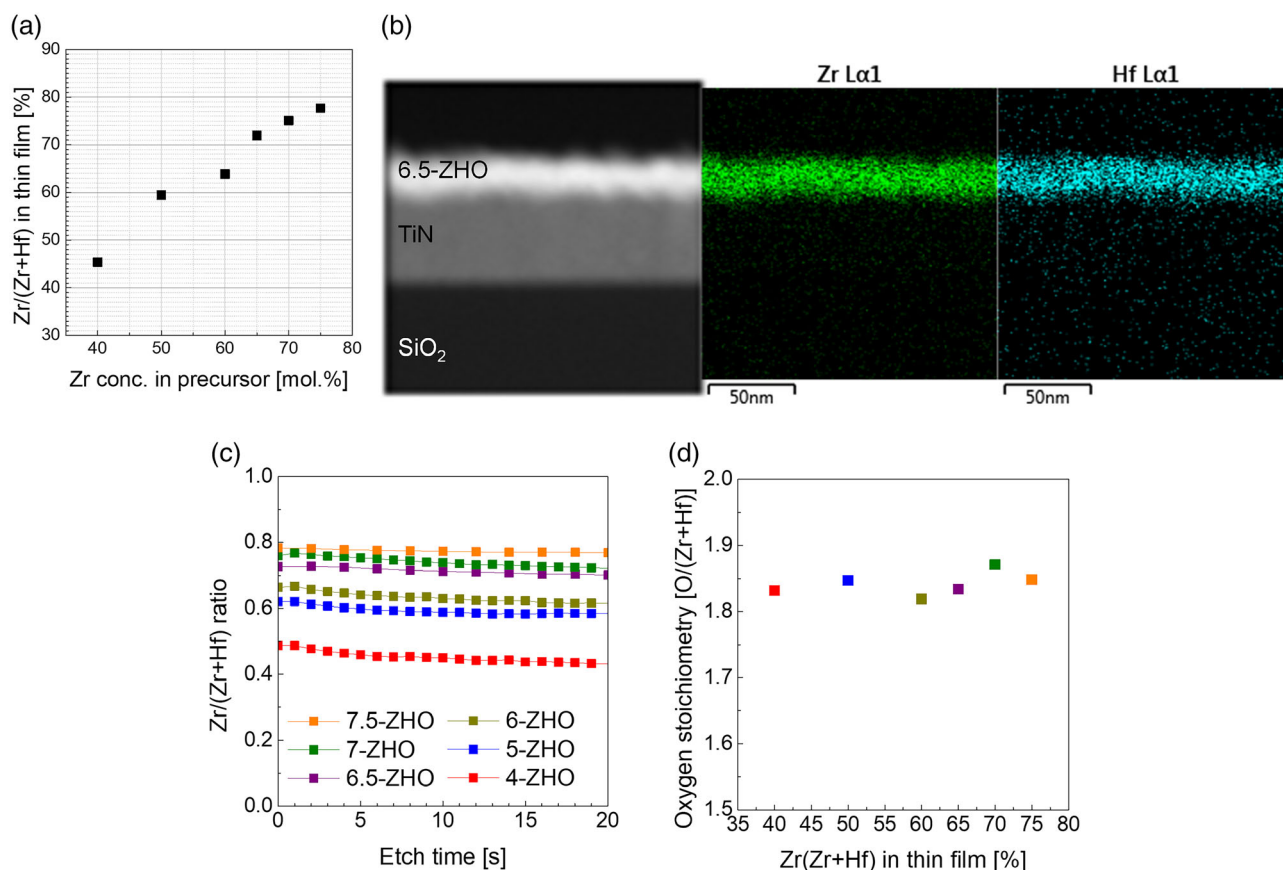 (a)
90
80
70
60
50
40
30
40 50 60 70 80
Zr/(Zr+Hf) in thin film [%]
Zr conc. in precursor [mol.%]
(b)
Zr Lα1
Hf Lα1
6.5-ZHO
TiN
SiO₂
50nm
50nm
(c)
1.0
0.8
0.6
0.4
0.2
0.0
0 5 10 15 20
Zr/(Zr+Hf) ratio
Etch time [s]
7.5-ZHO 6-ZHO
7-ZHO 5-ZHO
6.5-ZHO 4-ZHO
(d)
2.0
1.9
1.8
1.7
1.6
1.5
35 40 45 50 55 60 65 70 75 80
Oxygen stoichiometry [O/(Zr+Hf)]
Zr(Zr+Hf) in thin film [%]